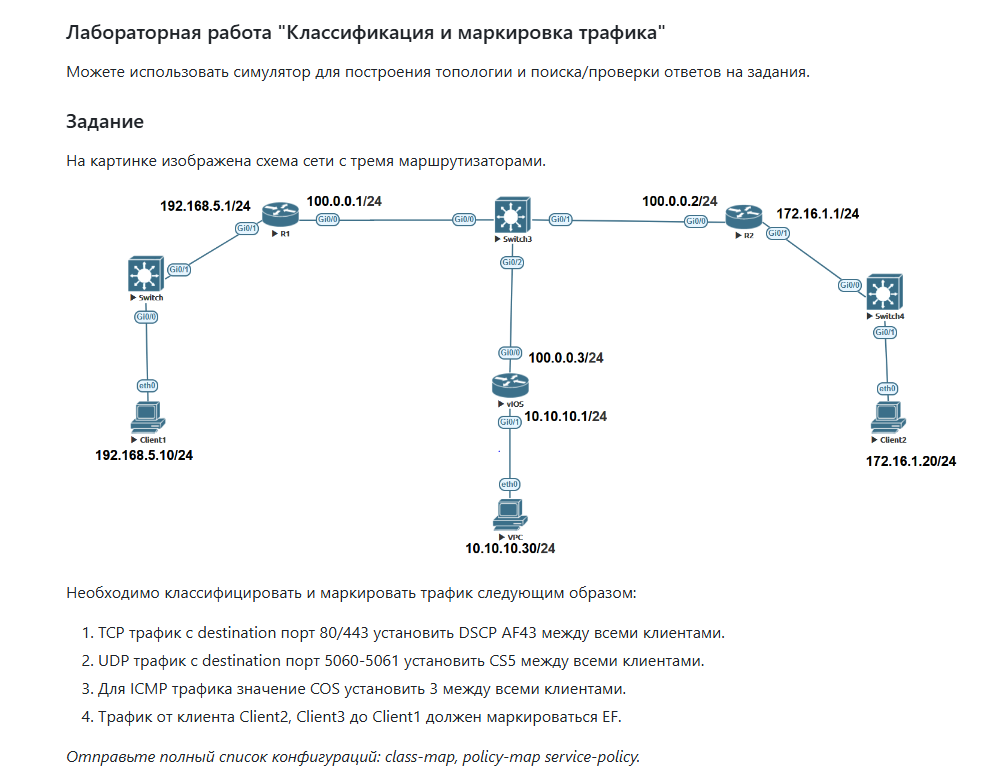 Лабораторная работа "Классификация и маркировка трафика"
Можете использовать симулятор для построения топологии и поиска/проверки ответов на задания.
Задание
На картинке изображена схема сети с тремя маршрутизаторами.
192.168.5.1/24
100.0.0.1/24
100.0.0.2/24
172.16.1.1/24
Gi0/1
R1
Gi0/0
Gi0/0
Switch3
Gi0/1
Gi0/0
R2
Gi0/1
Gi0/1
Switch
Gi0/0
Gi0/2
Gi0/0
Switch4
Gi0/1
Gi0/0
100.0.0.3/24
vIOS
Gi0/1
10.10.10.1/24
eth0
Client1
192.168.5.10/24
eth0
Client2
172.16.1.20/24
eth0
VPC
10.10.10.30/24
Необходимо классифицировать и маркировать трафик следующим образом:
1. TCP трафик с destination порт 80/443 установить DSCP AF43 между всеми клиентами.
2. UDP трафик с destination порт 5060-5061 установить CS5 между всеми клиентами.
3. Для ICMP трафика значение COS установить 3 между всеми клиентами.
4. Трафик от клиента Client2, Client3 до Client1 должен маркироваться EF.
Отправьте полный список конфигураций: class-map, policy-map service-policy.